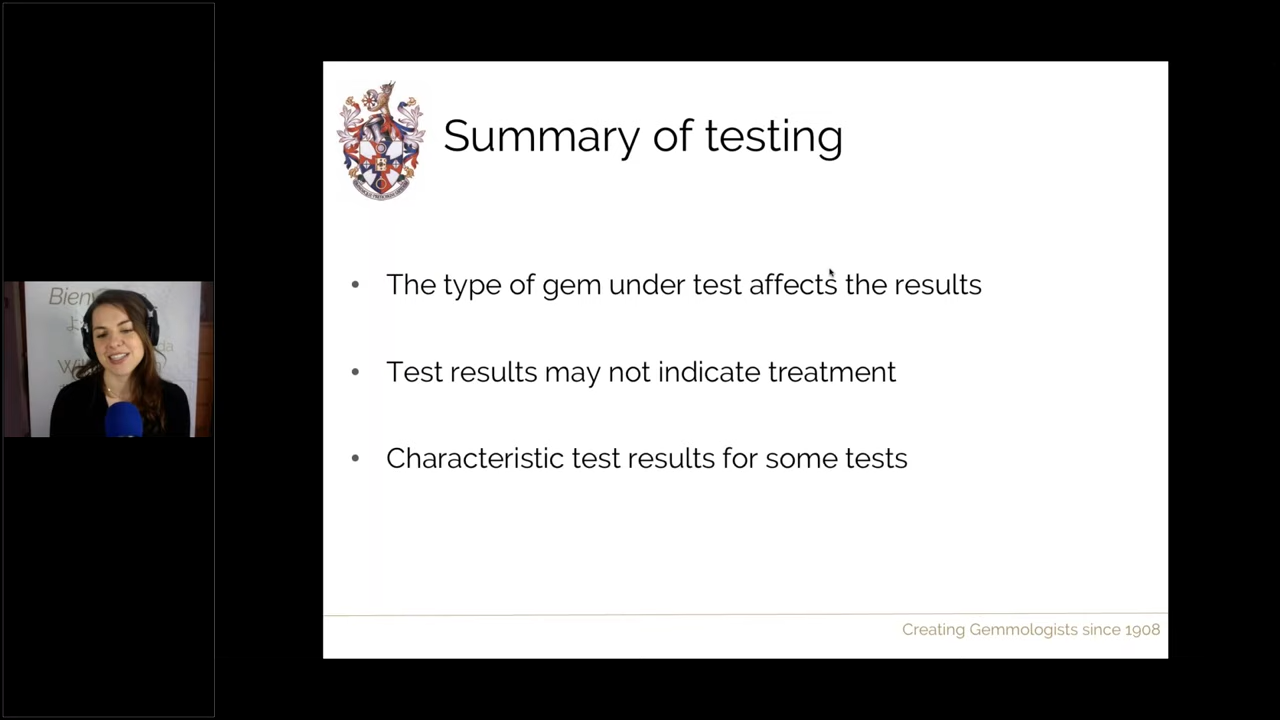 Summary of testing
• The type of gem under test affects the results
• Test results may not indicate treatment
• Characteristic test results for some tests
Creating Gemmologists since 1908